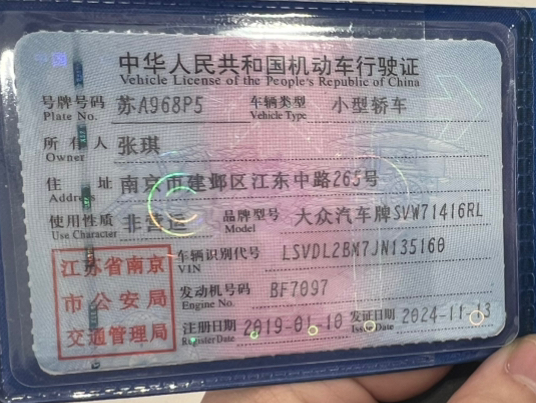 中国
中华人民共和国机动车行驶证
Vehicle License of the People's Republic of China
号牌号码 苏A968P5 车辆类型 小型轿车
Plate No. Vehicle Type
所有人 张琪
Owner
住址 南京市建邺区江东中路265号
Address
使用性质 非营运 品牌型号 大众汽车牌SVW71416RL
Use Character Model
江苏省南京 车辆识别代号 LSVDL2BM7JN135160
VIN
市公安局 发动机号码 BF7097
Engine No.
交通管理局 注册日期 2019-01-10 发证日期 2024-11-13
Register Date Issue Date